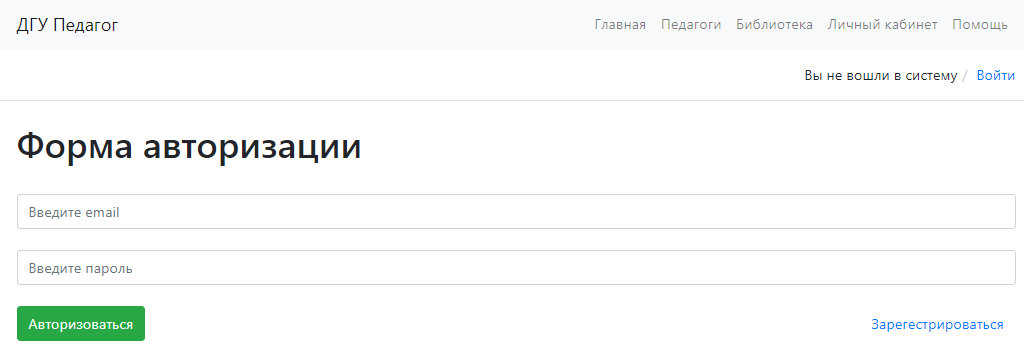 ДГУ Педагог Главная Педагоги Библиотека Личный кабинет Помощь
Вы не вошли в систему / Войти
Форма авторизации
Введите email
Введите пароль
Авторизоваться Зарегестрироваться